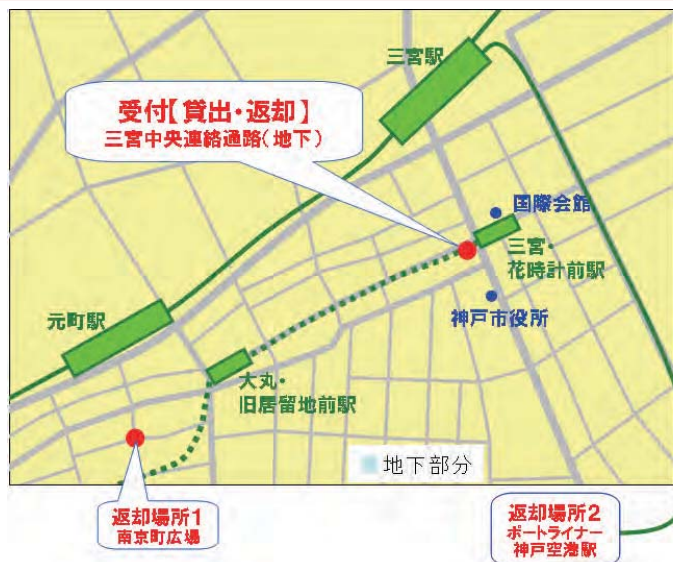 三宮駅
受付【貸出・返却】
三宮中央連絡通路(地下)
国際会館
三宮・
花時計前駅
神戸市役所
元町駅
大丸・
旧居留地前駅
地下部分
返却場所1
南京町広場
返却場所2
ポートライナー
神戸空港駅